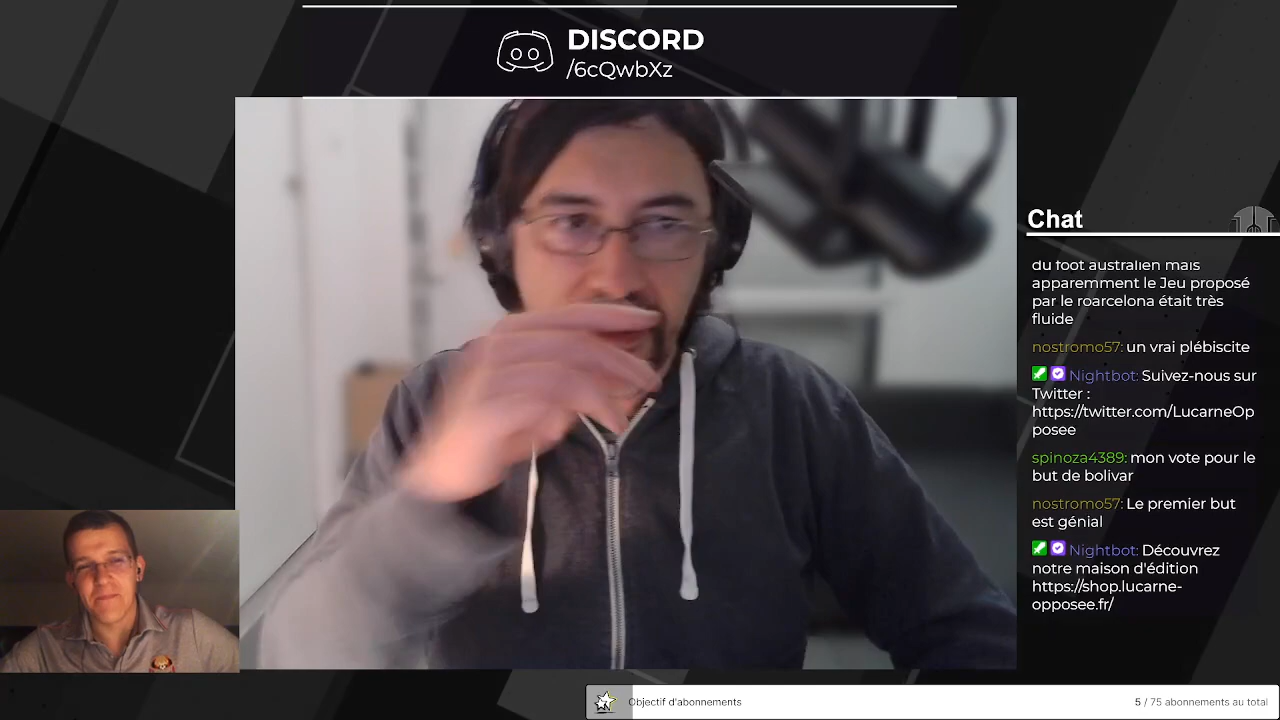 DISCORD
/6cQwbXz
Chat
du foot australien mais
apparemment le Jeu proposé
par le roarcelona était très
fluide
nostromo57: un vrai plébiscite
Nightbot: Suivez-nous sur
Twitter :
https://twitter.com/LucarneOp
posee
spinoza4389: mon vote pour le
but de bolivar
nostromo57: Le premier but
est génial
Nightbot: Découvrez
notre maison d'édition
https://shop.lucarne-
opposee.fr/
Objectif d'abonnements
5 / 75 abonnements au total